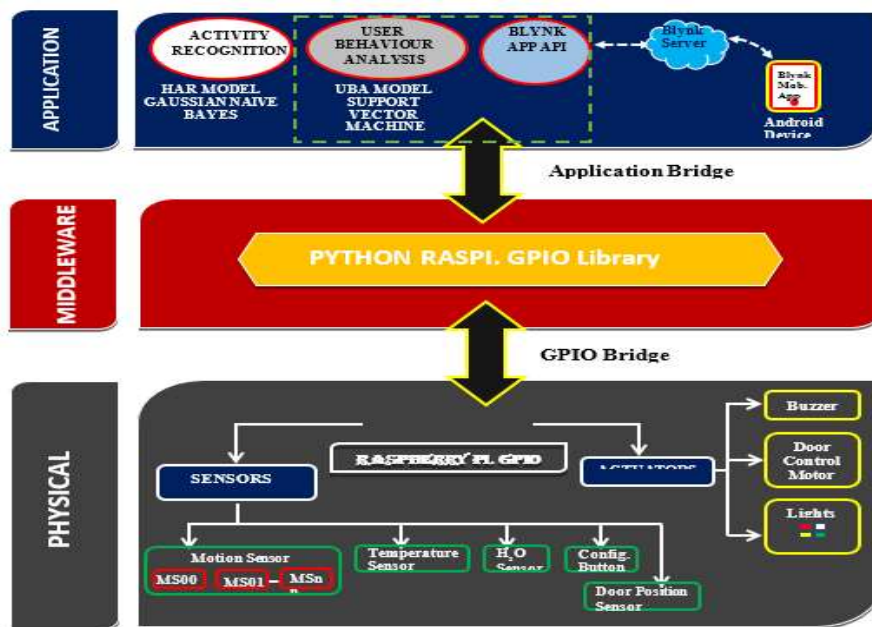 APPLICATION
ACTIVITY
RECOGNITION
HAR MODEL
GAUSSIAN NAIVE
BAYES
USER
BEHAVIOUR
ANALYSIS
UBA MODEL
SUPPORT
VECTOR
MACHINE
BLYNK
APP API
Blynk
Server
Blynk
Mob.
App
Android
Device
Application Bridge
MIDDLEWARE
PYTHON RASPI. GPIO Library
GPIO Bridge
PHYSICAL
RASPBERRY PI. GPIO
SENSORS
ACTUATORS
Buzzer
Door
Control
Motor
Lights
Motion Sensor
MS00
MS01
MSn
Temperature
Sensor
H₂O
Sensor
Config.
Button
Door Position
Sensor